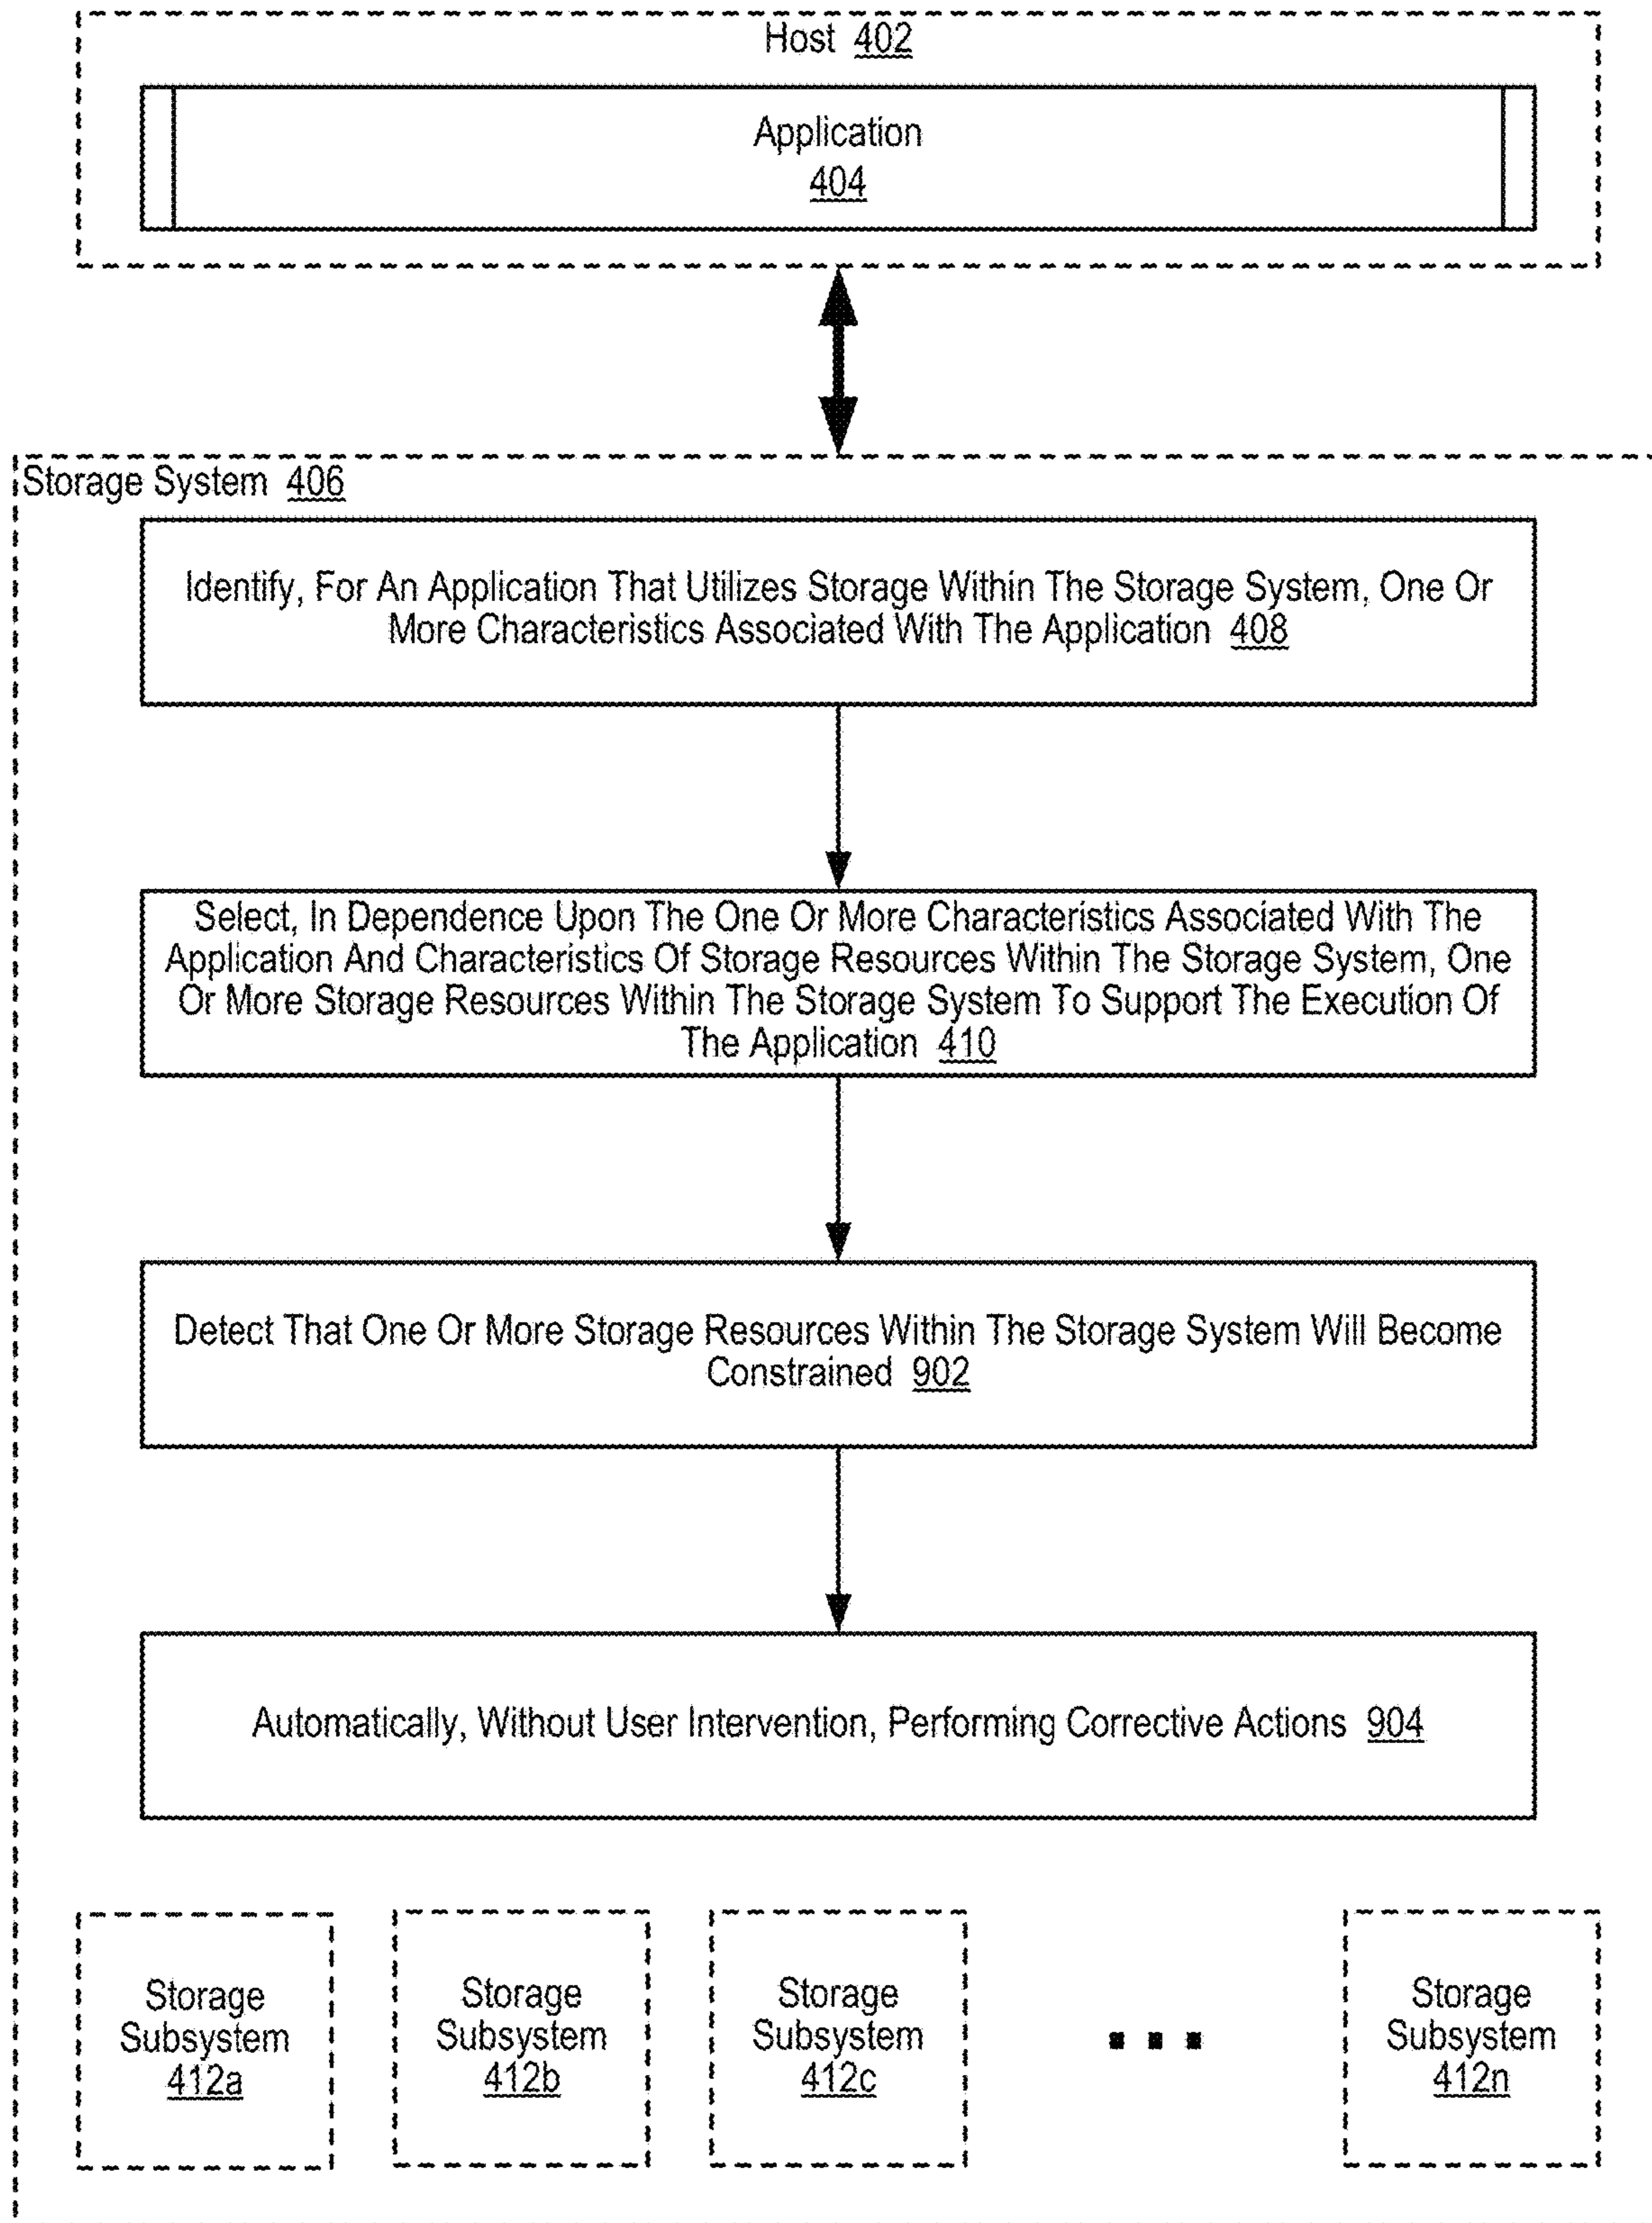 Host 402
Application
404
Storage System 406
Identify, For An Application That Utilizes Storage Within The Storage System, One Or
More Characteristics Associated With The Application 408
Select, In Dependence Upon The One Or More Characteristics Associated With The
Application And Characteristics Of Storage Resources Within The Storage System, One
Or More Storage Resources Within The Storage System To Support The Execution Of
The Application 410
Detect That One Or More Storage Resources Within The Storage System Will Become
Constrained 902
Automatically, Without User Intervention, Performing Corrective Actions 904
Storage
Subsystem
412a
Storage
Subsystem
412b
Storage
Subsystem
412c
...
Storage
Subsystem
412n